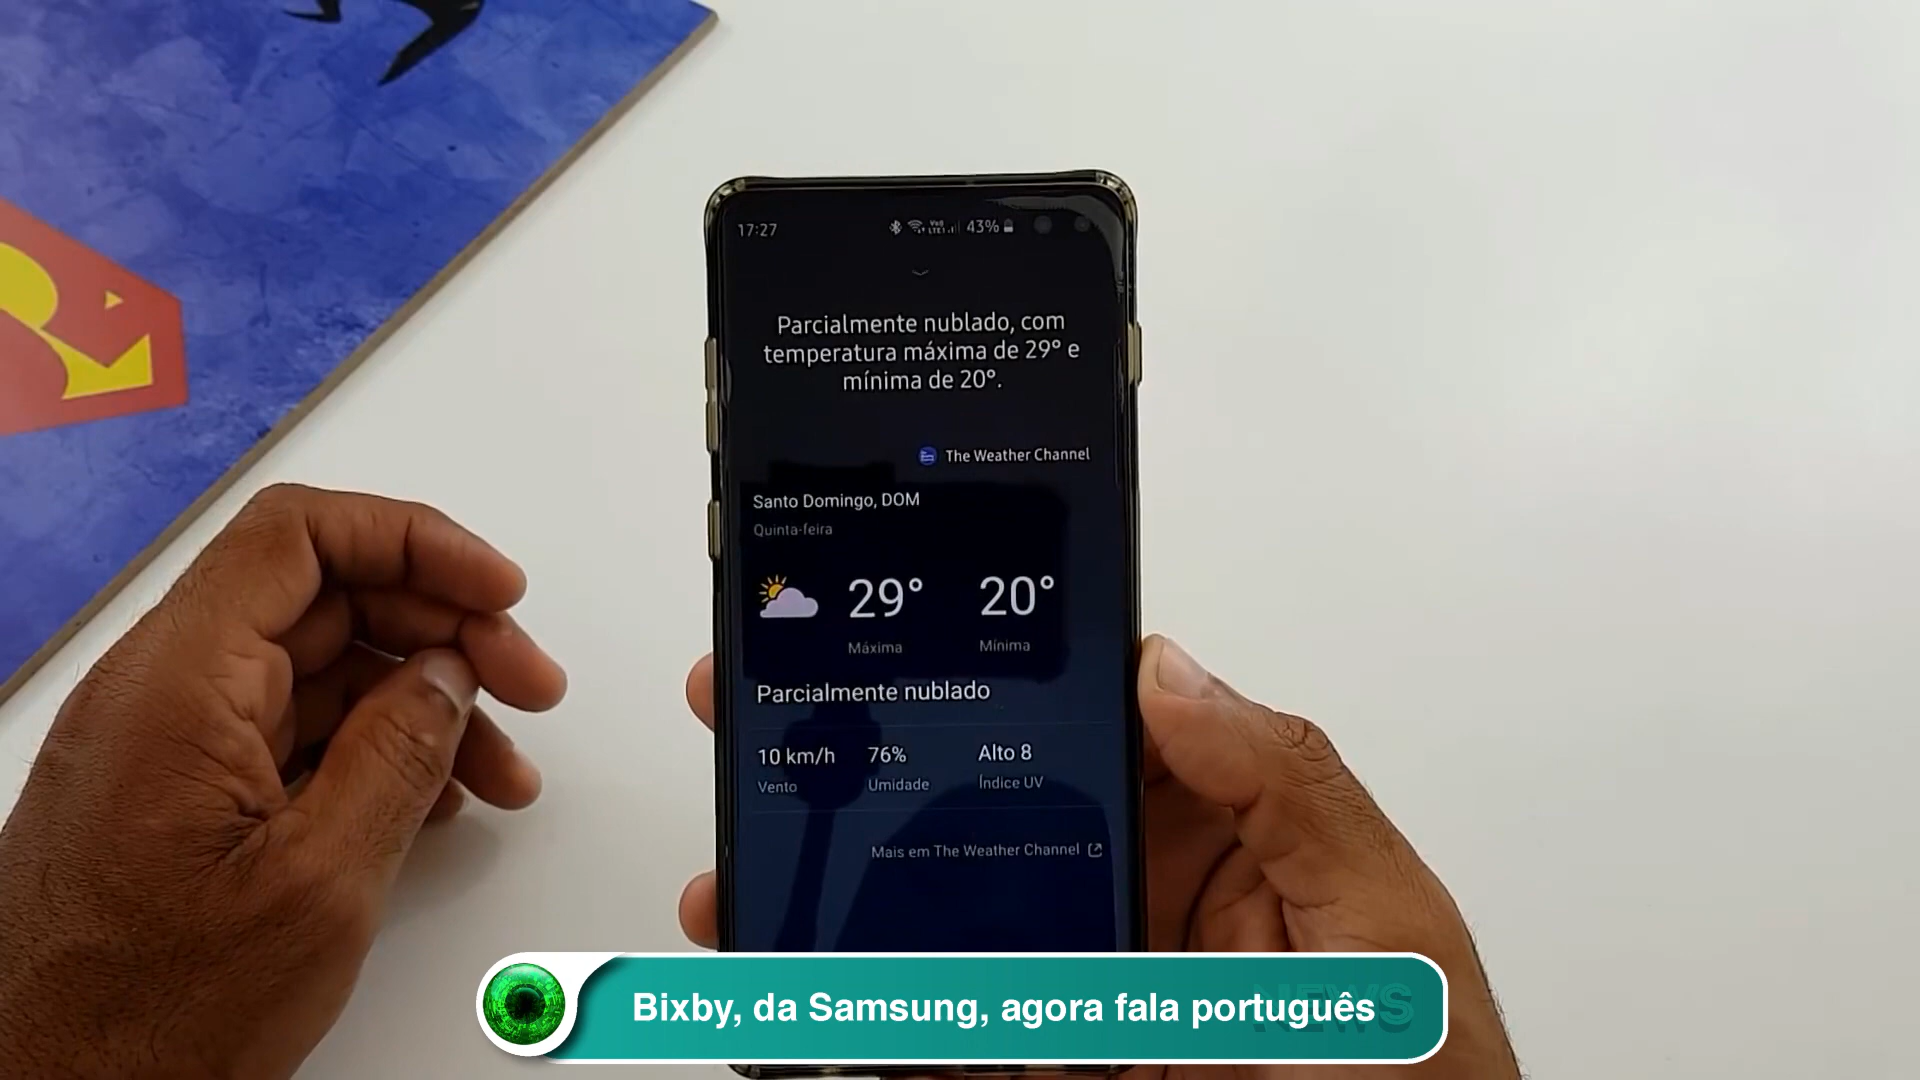 17:27
43%
Parcialmente nublado, com
temperatura máxima de 29° e
mínima de 20°.
The Weather Channel
Santo Domingo, DOM
Quinta-feira
29° 20°
Máxima Mínima
Parcialmente nublado
10 km/h 76% Alto 8
Vento Umidade Índice UV
Mais em The Weather Channel
Bixby, da Samsung, agora fala português
NEWS